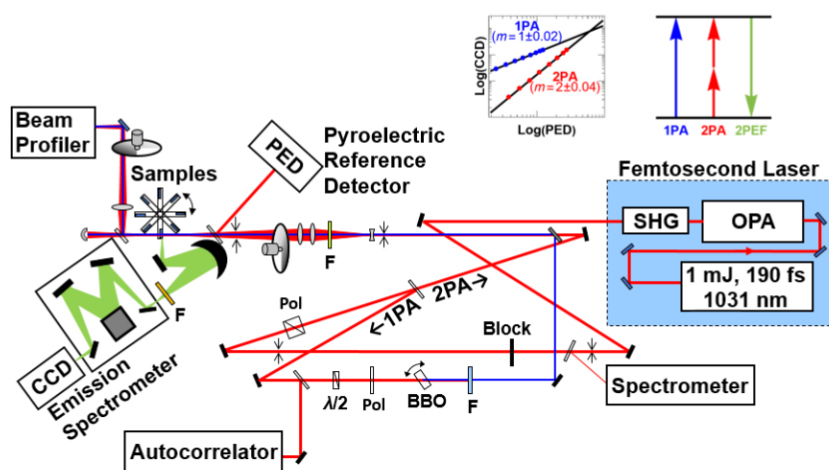 1PA
(m=1±0.02)
2PA
(m=2±0.04)
Log(CCD)
Log(PED)
1PA 2PA 2PEF
Beam
Profiler
Samples
PED
Pyroelectric
Reference
Detector
Femtosecond Laser
SHG
OPA
1 mJ, 190 fs
1031 nm
F
F
Pol
←1PA
2PA→
Block
CCD
Emission
Spectrometer
λ/2
Pol
BBO
F
Spectrometer
Autocorrelator